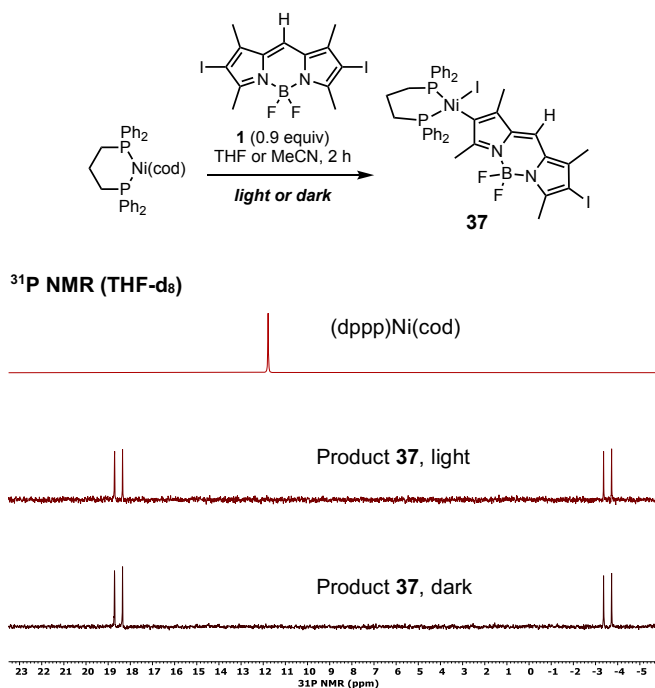 H
I
I
N
B
N
F
F
1 (0.9 equiv)
THF or MeCN, 2 h
light or dark
Ph2
P
Ni(cod)
P
Ph2
Ph2
P
I
Ni
P
Ph2
H
N
F
B
N
F
I
37
³¹P NMR (THF-d₈)
(dppp)Ni(cod)
Product 37, light
Product 37, dark
23 22 21 20 19 18 17 16 15 14 13 12 11 10 9 8 7 6 5 4 3 2 1 0 -1 -2 -3 -4 -5
31P NMR (ppm)